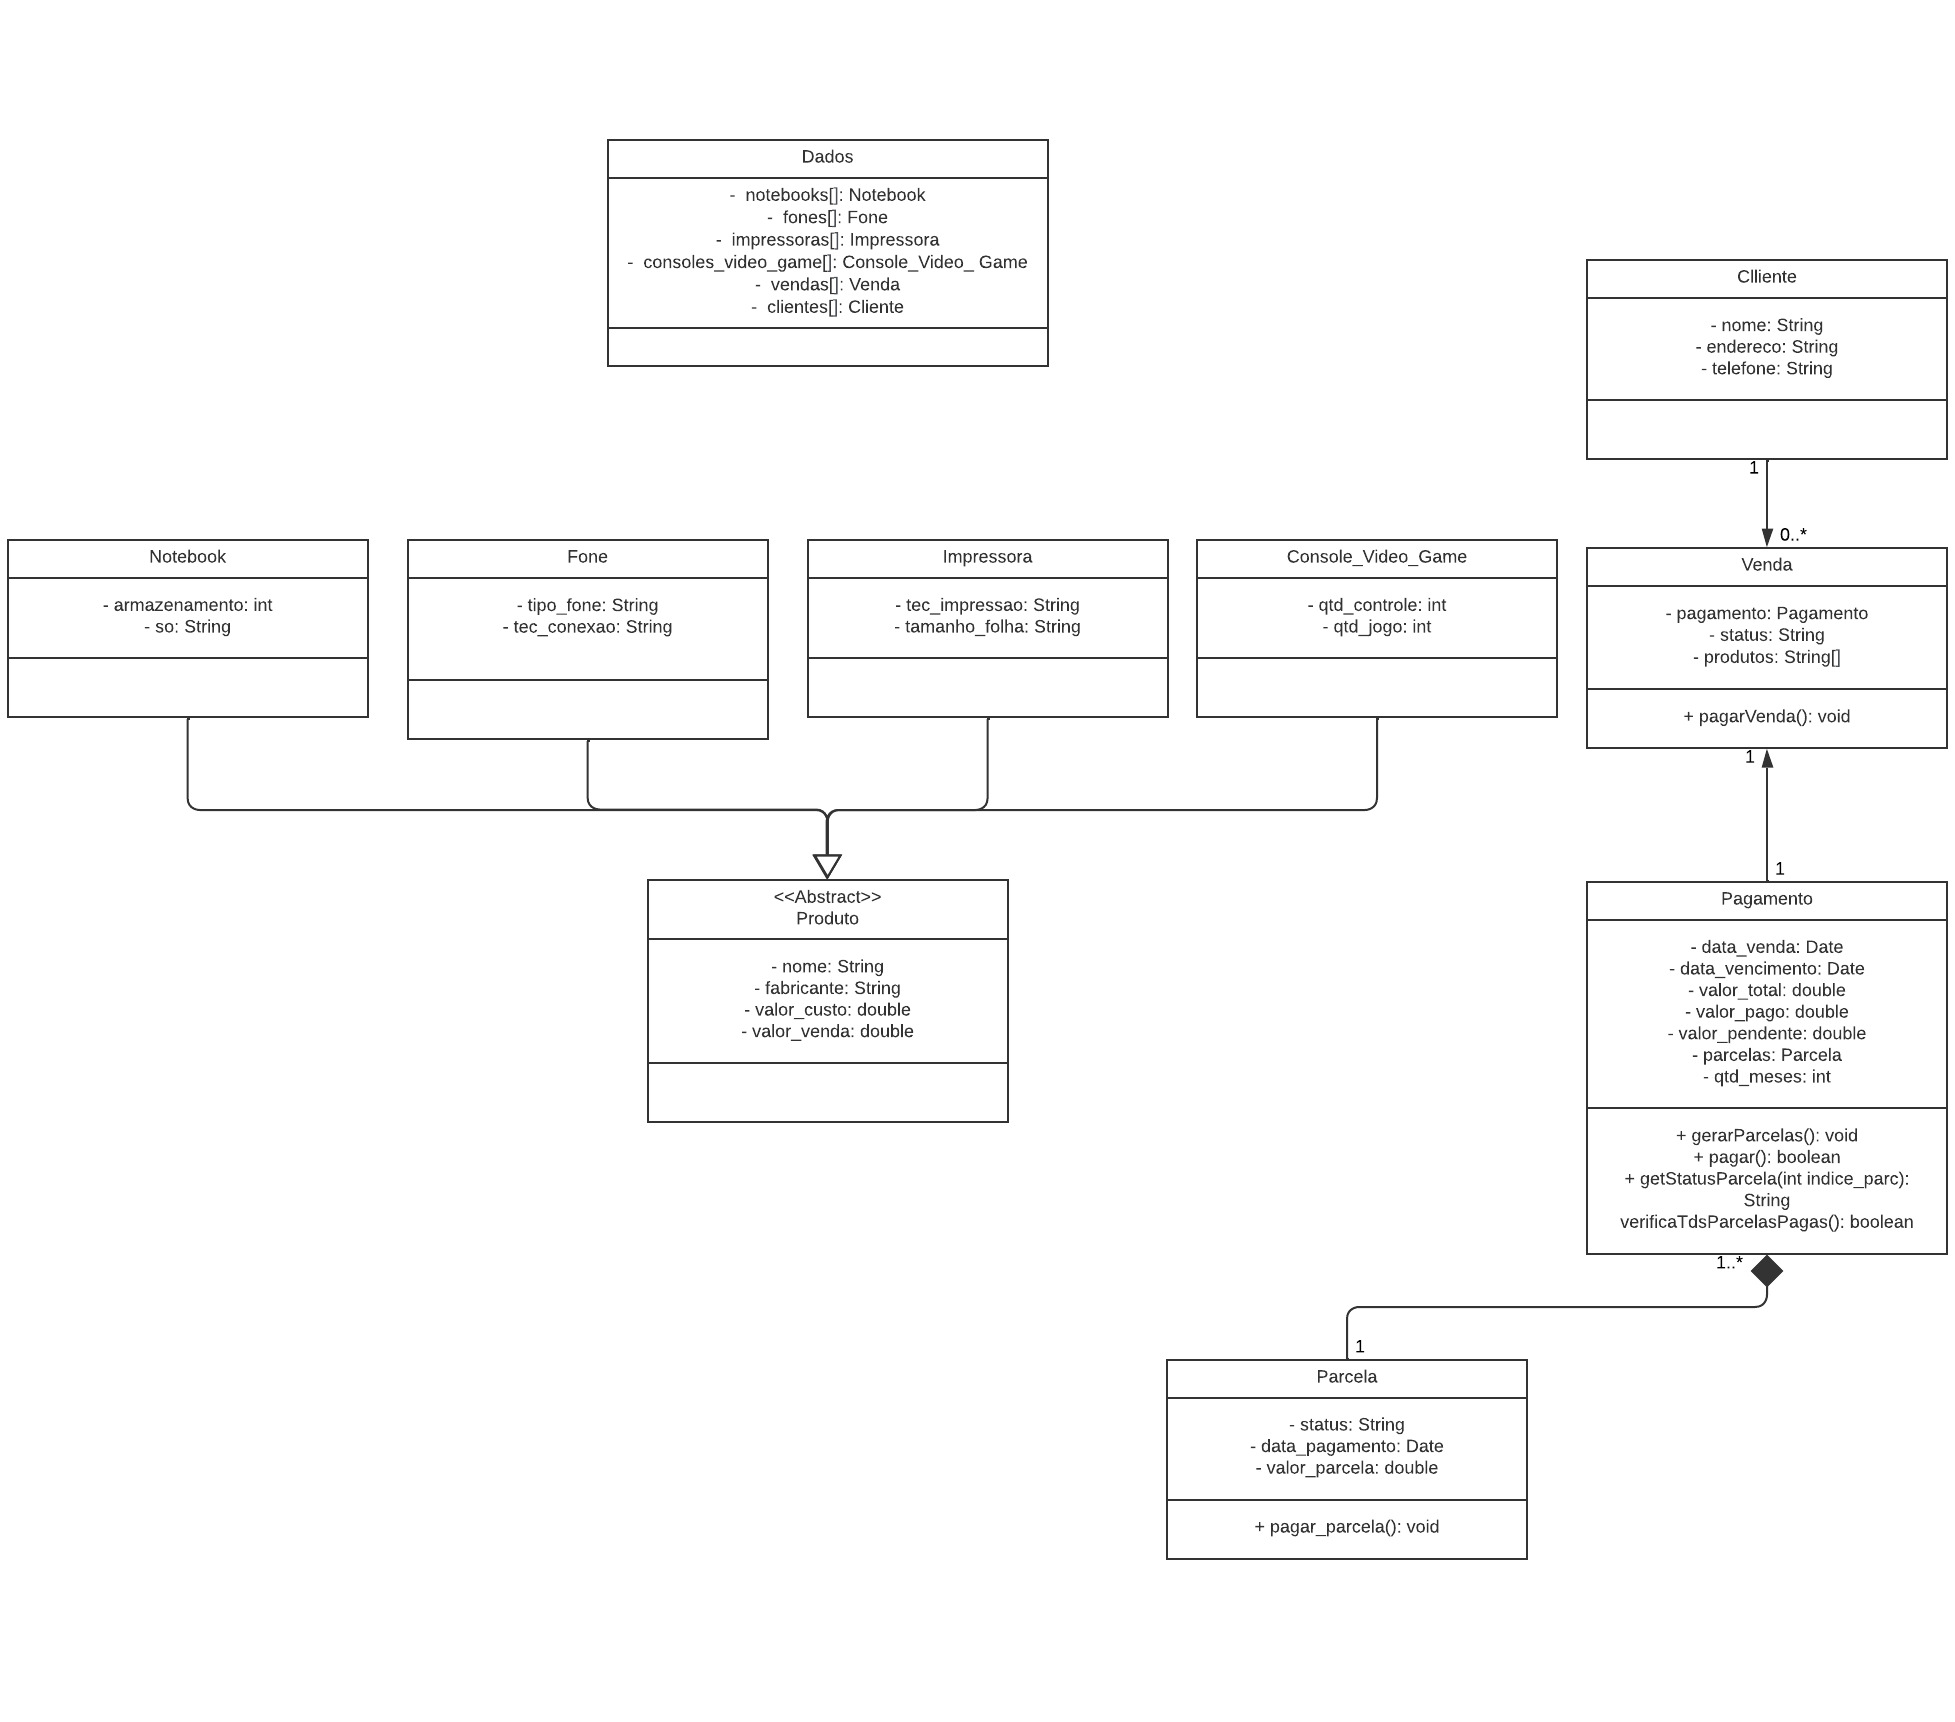 Dados
- notebooks[]: Notebook
- fones[]: Fone
- impressoras[]: Impressora
- consoles_video_game[]: Console_Video_ Game
- vendas[]: Venda
- clientes[]: Cliente
Clliente
- nome: String
- endereco: String
- telefone: String
1
0..*
Notebook
- armazenamento: int
- so: String
Fone
- tipo_fone: String
- tec_conexao: String
Impressora
- tec_impressao: String
- tamanho_folha: String
Console_Video_Game
- qtd_controle: int
- qtd_jogo: int
Venda
- pagamento: Pagamento
- status: String
- produtos: String[]
+ pagarVenda(): void
1
1
<<Abstract>>
Produto
- nome: String
- fabricante: String
- valor_custo: double
- valor_venda: double
Pagamento
- data_venda: Date
- data_vencimento: Date
- valor_total: double
- valor_pago: double
- valor_pendente: double
- parcelas: Parcela
- qtd_meses: int
+ gerarParcelas(): void
+ pagar(): boolean
+ getStatusParcela(int indice_parc):
String
verificaTdsParcelasPagas(): boolean
1..*
1
Parcela
- status: String
- data_pagamento: Date
- valor_parcela: double
+ pagar_parcela(): void